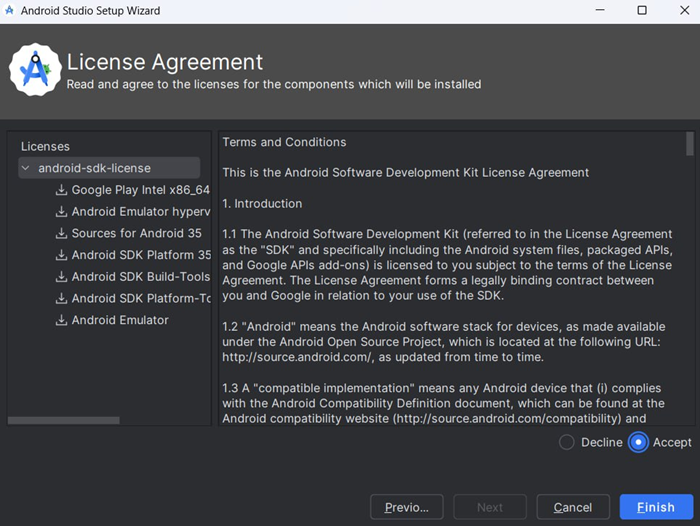 Android Studio Setup Wizard
License Agreement
Read and agree to the licenses for the components which will be installed
Licenses
android-sdk-license
Google Play Intel x86_64
Android Emulator hyperv
Sources for Android 35
Android SDK Platform 35
Android SDK Build-Tools
Android SDK Platform-To
Android Emulator
Terms and Conditions
This is the Android Software Development Kit License Agreement
1. Introduction
1.1 The Android Software Development Kit (referred to in the License Agreement
as the "SDK" and specifically including the Android system files, packaged APIs,
and Google APIs add-ons) is licensed to you subject to the terms of the License
Agreement. The License Agreement forms a legally binding contract between
you and Google in relation to your use of the SDK.
1.2 "Android" means the Android software stack for devices, as made available
under the Android Open Source Project, which is located at the following URL:
http://source.android.com/, as updated from time to time.
1.3 A "compatible implementation" means any Android device that (i) complies
with the Android Compatibility Definition document, which can be found at the
Android compatibility website (http://source.android.com/compatibility) and
Decline Accept
Previo... Next Cancel Finish